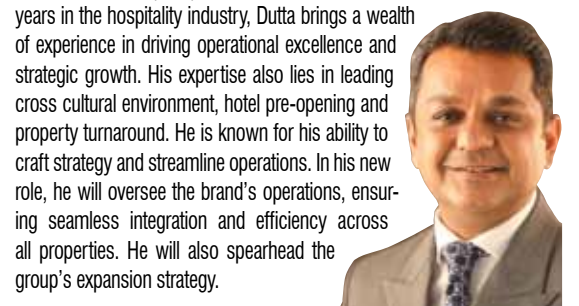 years in the hospitality industry, Dutta brings a wealth
of experience in driving operational excellence and
strategic growth. His expertise also lies in leading
cross cultural environment, hotel pre-opening and
property turnaround. He is known for his ability to
craft strategy and streamline operations. In his new
role, he will oversee the brand's operations, ensur-
ing seamless integration and efficiency across
all properties. He will also spearhead the
group's expansion strategy.